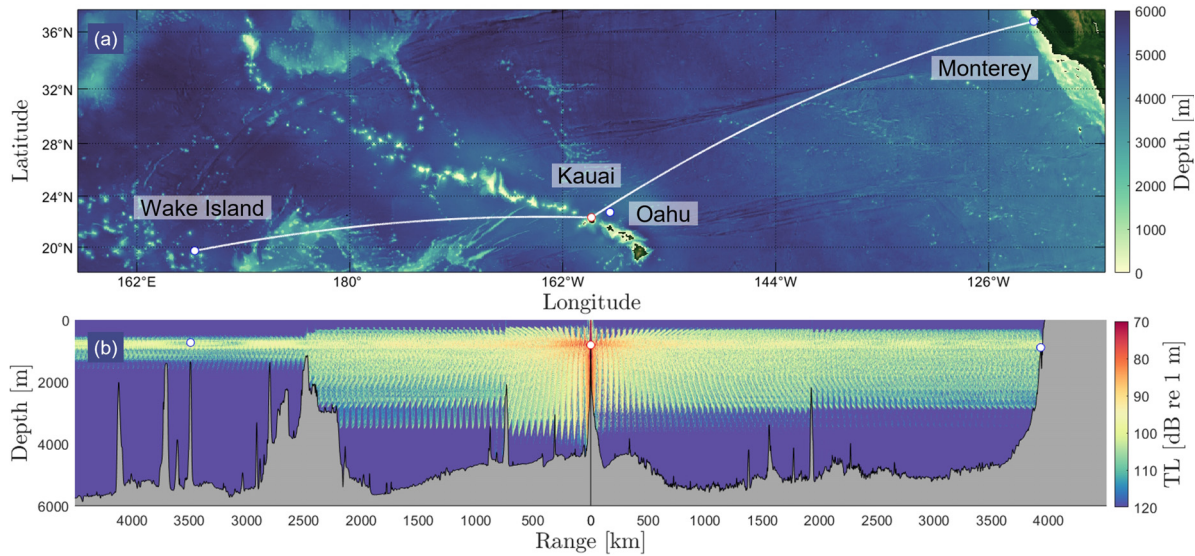 (a)
36°N
32°N
28°N
24°N
20°N
Latitude
Wake Island
Kauai
Oahu
Monterey
162°E
180°
162°W
144°W
126°W
Longitude
6000
5000
4000
3000
2000
1000
0
Depth [m]
(b)
0
2000
4000
6000
Depth [m]
4000
3500
3000
2500
2000
1500
1000
500
0
500
1000
1500
2000
2500
3000
3500
4000
Range [km]
70
80
90
100
110
120
TL [dB re 1 m]